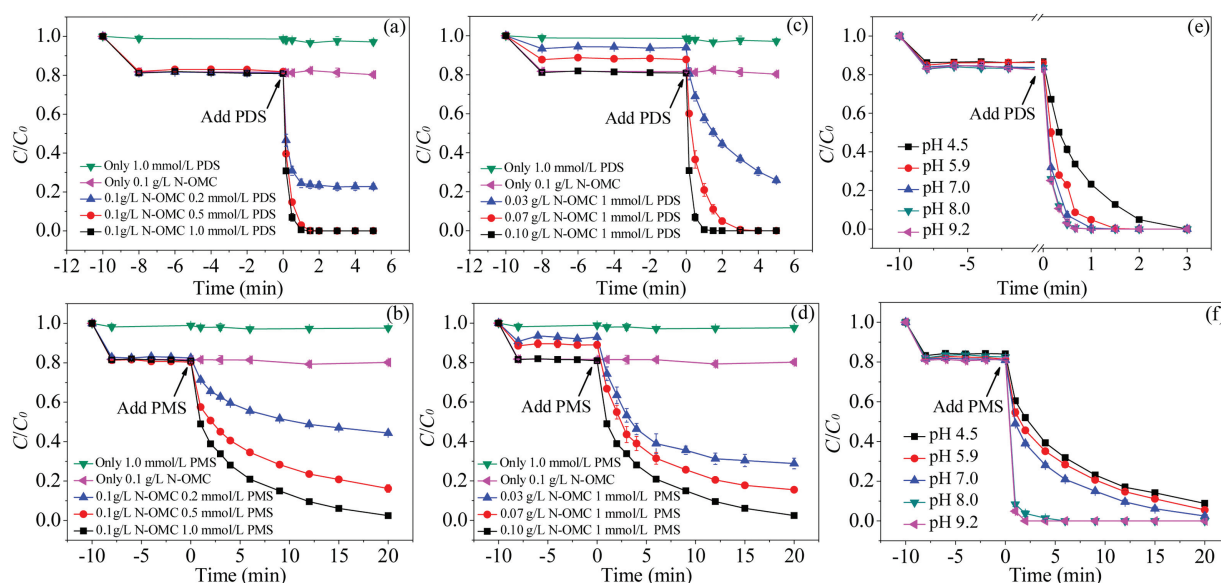 (a)
1.0
0.8
0.6
0.4
0.2
0.0
C/C0
Add PDS
Only 1.0 mmol/L PDS
Only 0.1 g/L N-OMC
0.1g/L N-OMC 0.2 mmol/L PDS
0.1g/L N-OMC 0.5 mmol/L PDS
0.1g/L N-OMC 1.0 mmol/L PDS
-12 -10 -8 -6 -4 -2 0 2 4 6
Time (min)
(c)
1.0
0.8
0.6
0.4
0.2
0.0
C/C0
Add PDS
Only 1.0 mmol/L PDS
Only 0.1 g/L N-OMC
0.03 g/L N-OMC 1 mmol/L PDS
0.07 g/L N-OMC 1 mmol/L PDS
0.10 g/L N-OMC 1 mmol/L PDS
-12 -10 -8 -6 -4 -2 0 2 4 6
Time (min)
(e)
1.0
0.8
0.6
0.4
0.2
0.0
C/C0
Add PDS
pH 4.5
pH 5.9
pH 7.0
pH 8.0
pH 9.2
-10 -5 0 1 2 3
Time (min)
(b)
1.0
0.8
0.6
0.4
0.2
0.0
C/C0
Add PMS
Only 1.0 mmol/L PMS
Only 0.1 g/L N-OMC
0.1g/L N-OMC 0.2 mmol/L PMS
0.1g/L N-OMC 0.5 mmol/L PMS
0.1g/L N-OMC 1.0 mmol/L PMS
-10 -5 0 5 10 15 20
Time (min)
(d)
1.0
0.8
0.6
0.4
0.2
0.0
C/C0
Add PMS
Only 1.0 mmol/L PMS
Only 0.1 g/L N-OMC
0.03 g/L N-OMC 1 mmol/L PMS
0.07 g/L N-OMC 1 mmol/L PMS
0.10 g/L N-OMC 1 mmol/L PMS
-10 -5 0 5 10 15 20
Time (min)
(f)
1.0
0.8
0.6
0.4
0.2
0.0
C/C0
Add PMS
pH 4.5
pH 5.9
pH 7.0
pH 8.0
pH 9.2
-10 -5 0 5 10 15 20
Time (min)